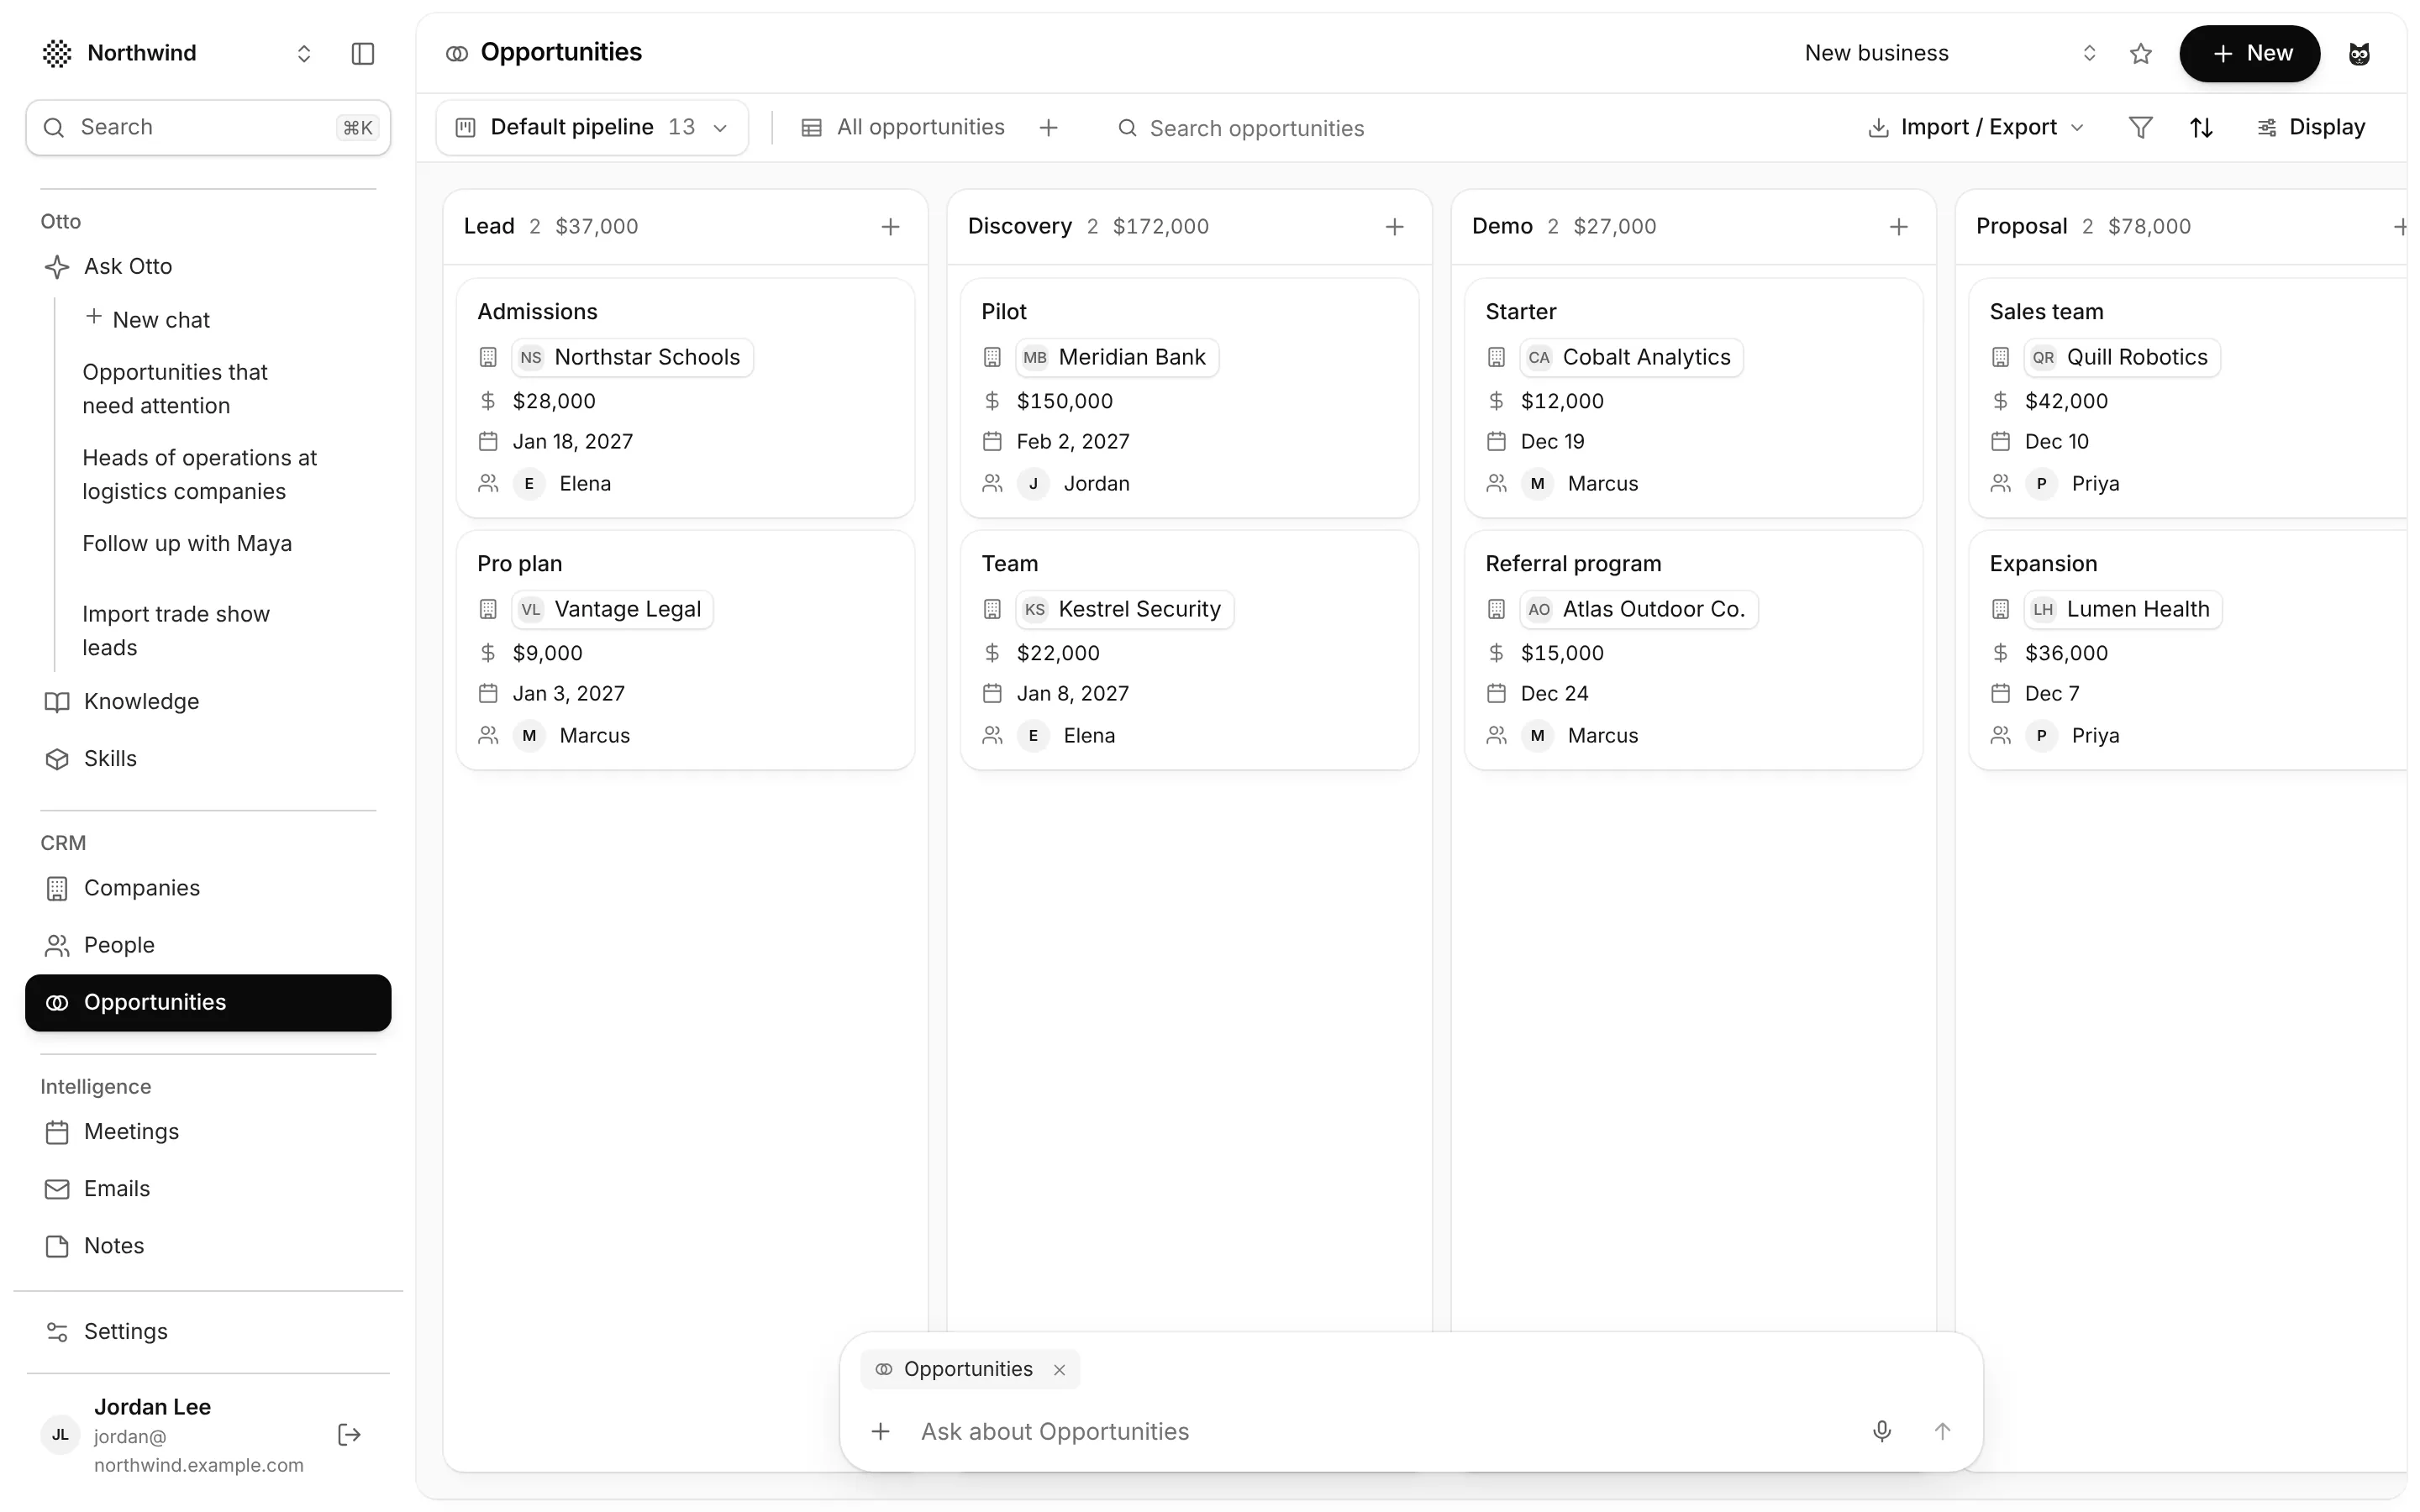 Northwind
Search
⌘K
Otto
Ask Otto
New chat
Opportunities that
need attention
Heads of operations at
logistics companies
Follow up with Maya
Import trade show
leads
Knowledge
Skills
CRM
Companies
People
Opportunities
Intelligence
Meetings
Emails
Notes
Settings
JL
Jordan Lee
jordan@
northwind.example.com
Opportunities
New business
New
Default pipeline 13
All opportunities
Search opportunities
Import / Export
Display
Lead 2 $37,000
Admissions
NS Northstar Schools
$28,000
Jan 18, 2027
E Elena
Pro plan
VL Vantage Legal
$9,000
Jan 3, 2027
M Marcus
Discovery 2 $172,000
Pilot
MB Meridian Bank
$150,000
Feb 2, 2027
J Jordan
Team
KS Kestrel Security
$22,000
Jan 8, 2027
E Elena
Demo 2 $27,000
Starter
CA Cobalt Analytics
$12,000
Dec 19
M Marcus
Referral program
AO Atlas Outdoor Co.
$15,000
Dec 24
M Marcus
Proposal 2 $78,000
Sales team
QR Quill Robotics
$42,000
Dec 10
P Priya
Expansion
LH Lumen Health
$36,000
Dec 7
P Priya
Opportunities
Ask about Opportunities